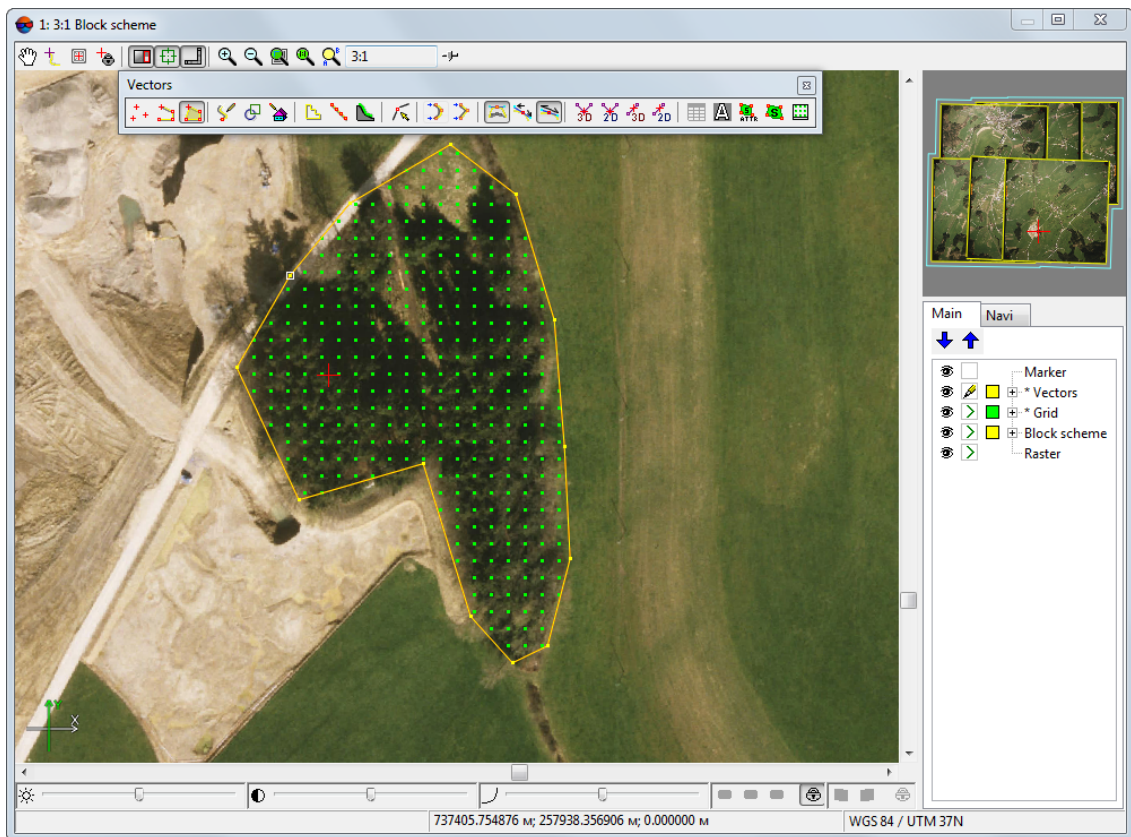 1: 3:1 Block scheme
3:1
Vectors
3D 2D 3D 2D A S ATTR S
Main Navi
Marker
* Vectors
* Grid
Block scheme
Raster
Y
X
737405.754876 м; 257938.356906 м; 0.000000 м
WGS 84 / UTM 37N